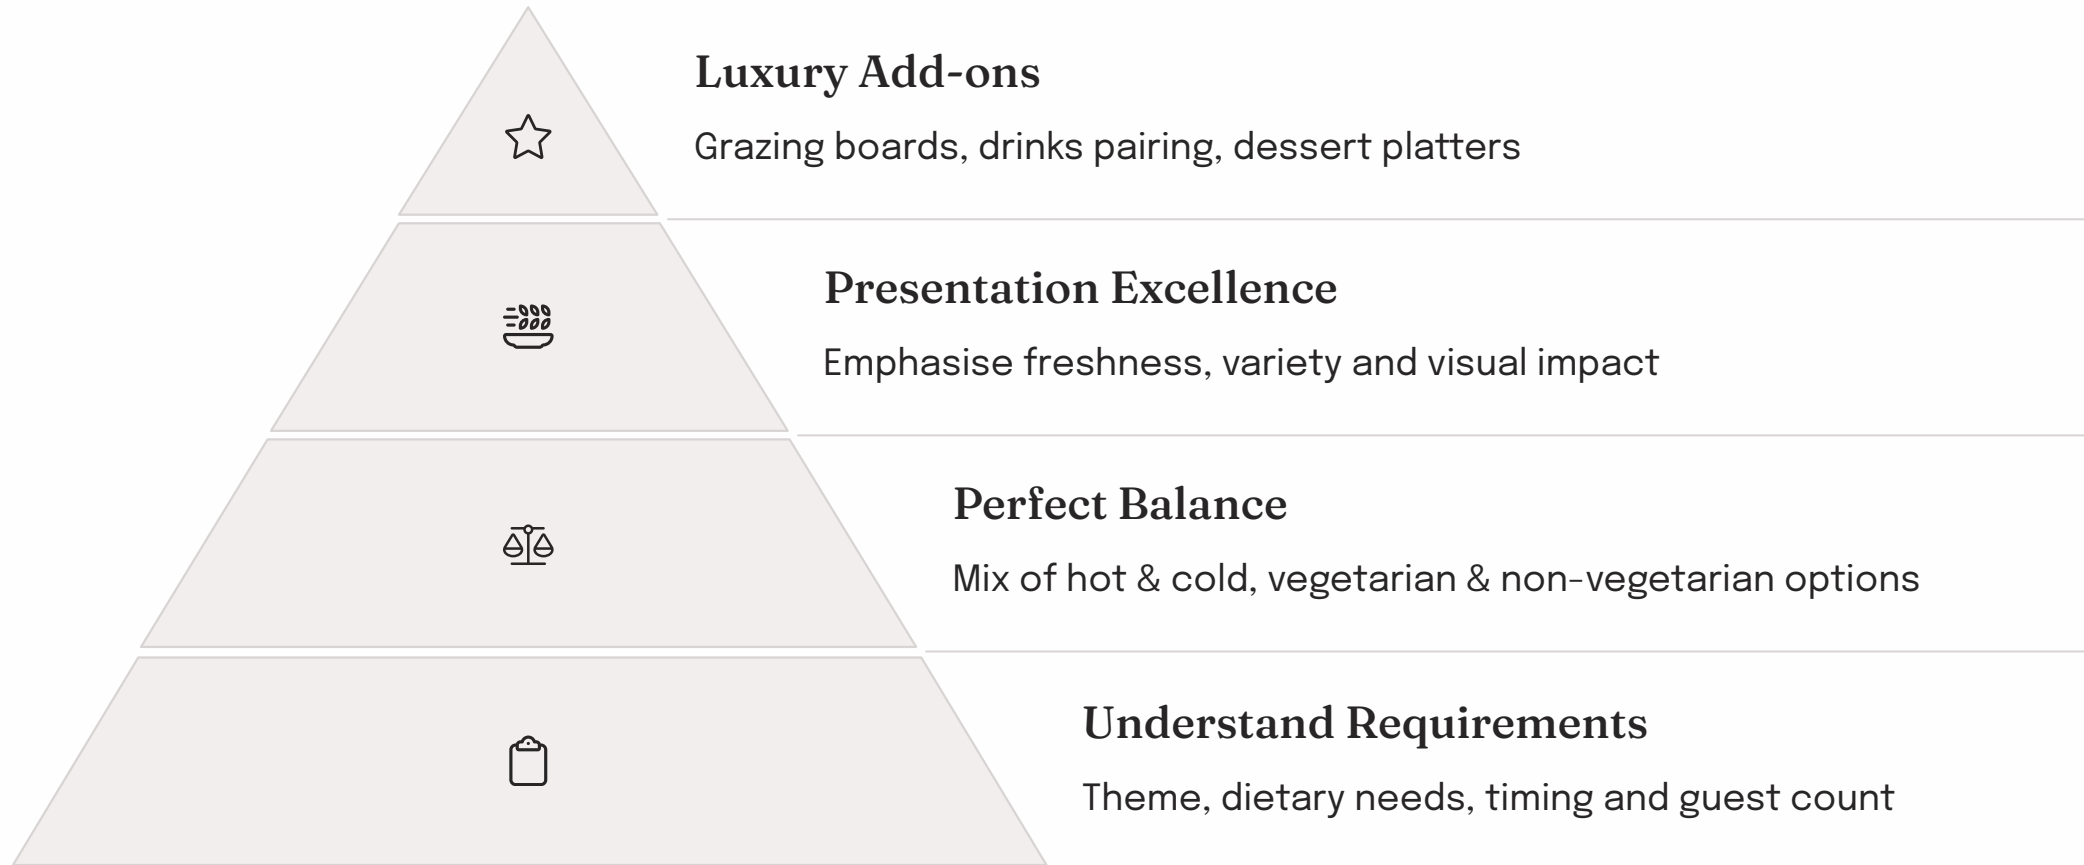 Luxury Add-ons
Grazing boards, drinks pairing, dessert platters
Presentation Excellence
Emphasise freshness, variety and visual impact
Perfect Balance
Mix of hot & cold, vegetarian & non-vegetarian options
Understand Requirements
Theme, dietary needs, timing and guest count